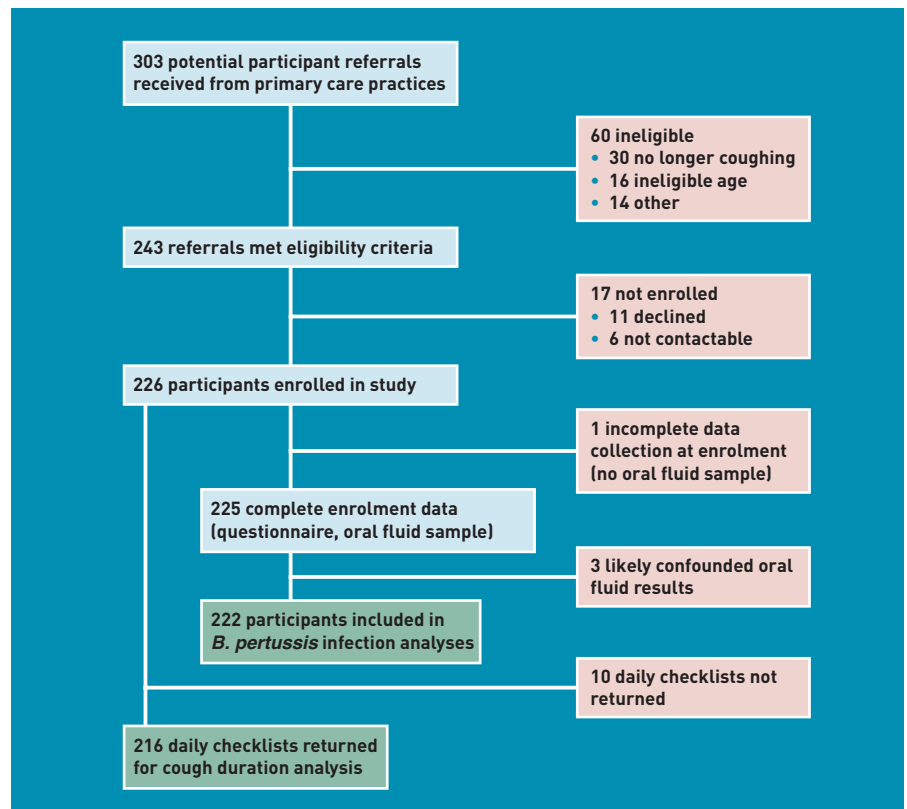 303 potential participant referrals
received from primary care practices
60 ineligible
• 30 no longer coughing
• 16 ineligible age
• 14 other
243 referrals met eligibility criteria
17 not enrolled
• 11 declined
• 6 not contactable
226 participants enrolled in study
1 incomplete data
collection at enrolment
(no oral fluid sample)
225 complete enrolment data
(questionnaire, oral fluid sample)
3 likely confounded oral
fluid results
222 participants included in
B. pertussis infection analyses
10 daily checklists not
returned
216 daily checklists returned
for cough duration analysis